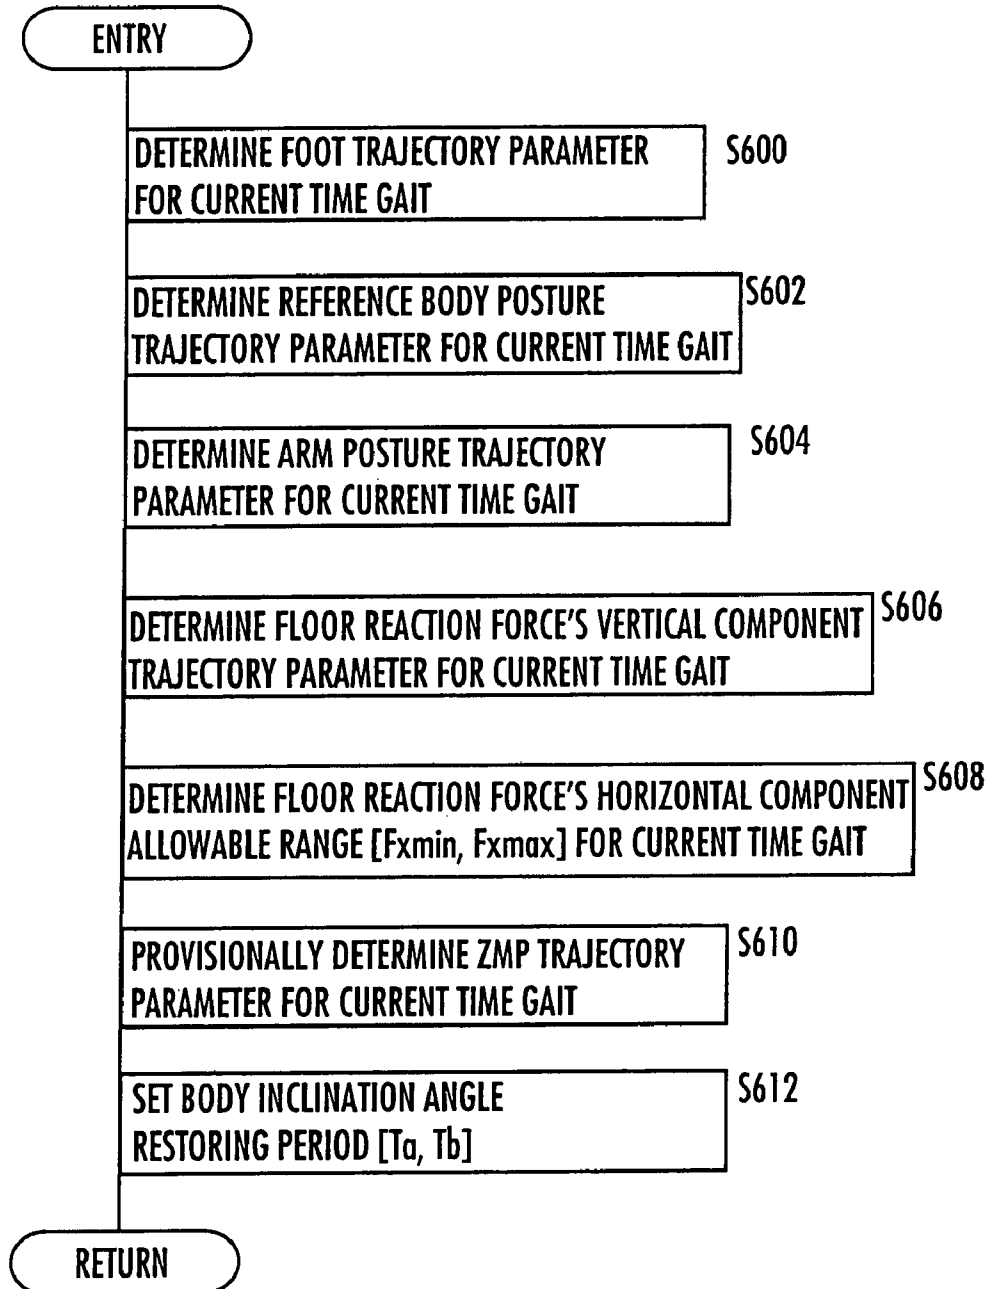 ENTRY
DETERMINE FOOT TRAJECTORY PARAMETER
FOR CURRENT TIME GAIT
S600
DETERMINE REFERENCE BODY POSTURE
TRAJECTORY PARAMETER FOR CURRENT TIME GAIT
S602
DETERMINE ARM POSTURE TRAJECTORY
PARAMETER FOR CURRENT TIME GAIT
S604
DETERMINE FLOOR REACTION FORCE'S VERTICAL COMPONENT
TRAJECTORY PARAMETER FOR CURRENT TIME GAIT
S606
DETERMINE FLOOR REACTION FORCE'S HORIZONTAL COMPONENT
ALLOWABLE RANGE [Fxmin, Fxmax] FOR CURRENT TIME GAIT
S608
PROVISIONALLY DETERMINE ZMP TRAJECTORY
PARAMETER FOR CURRENT TIME GAIT
S610
SET BODY INCLINATION ANGLE
RESTORING PERIOD [Ta, Tb]
S612
RETURN